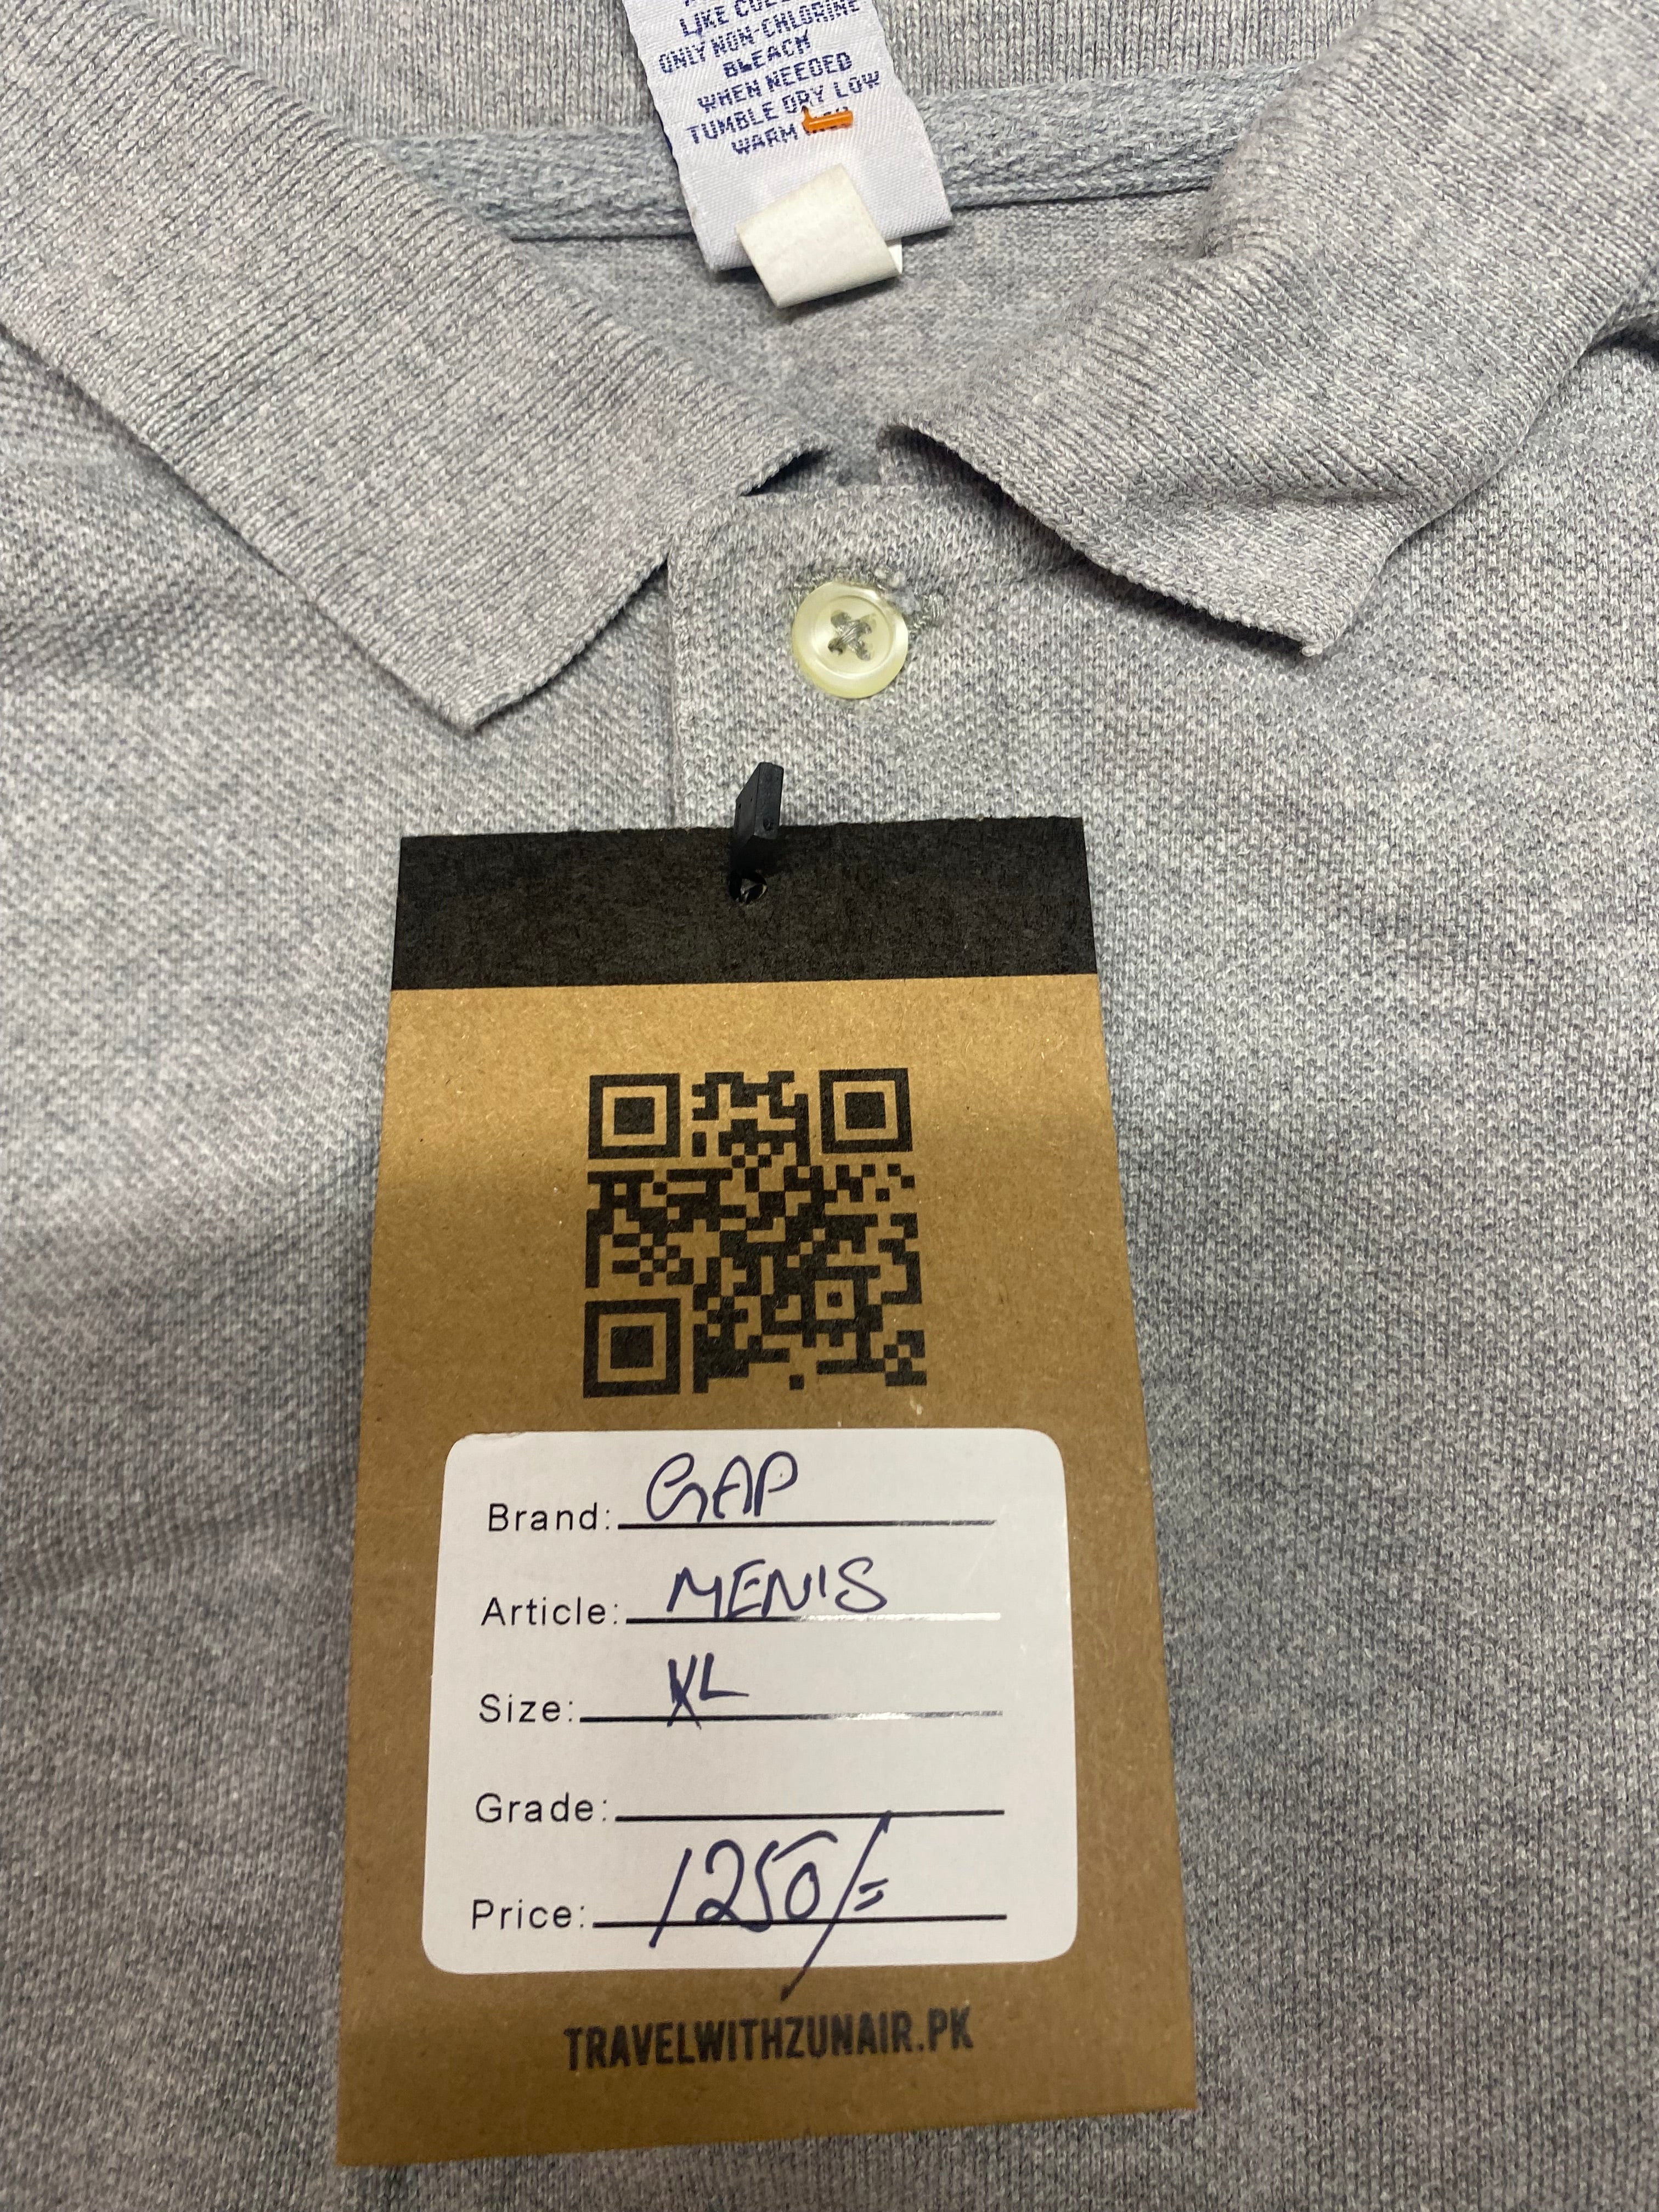 LIKE
ONLY NON-CHLORINE
BLEACH
WHEN NEEDED
TUMBLE DRY LOW
WARM
Brand: GAP
Article: MEN'S
Size: XL
Grade:
Price: 1250/=
TRAVELWITHZUNAIR.PK